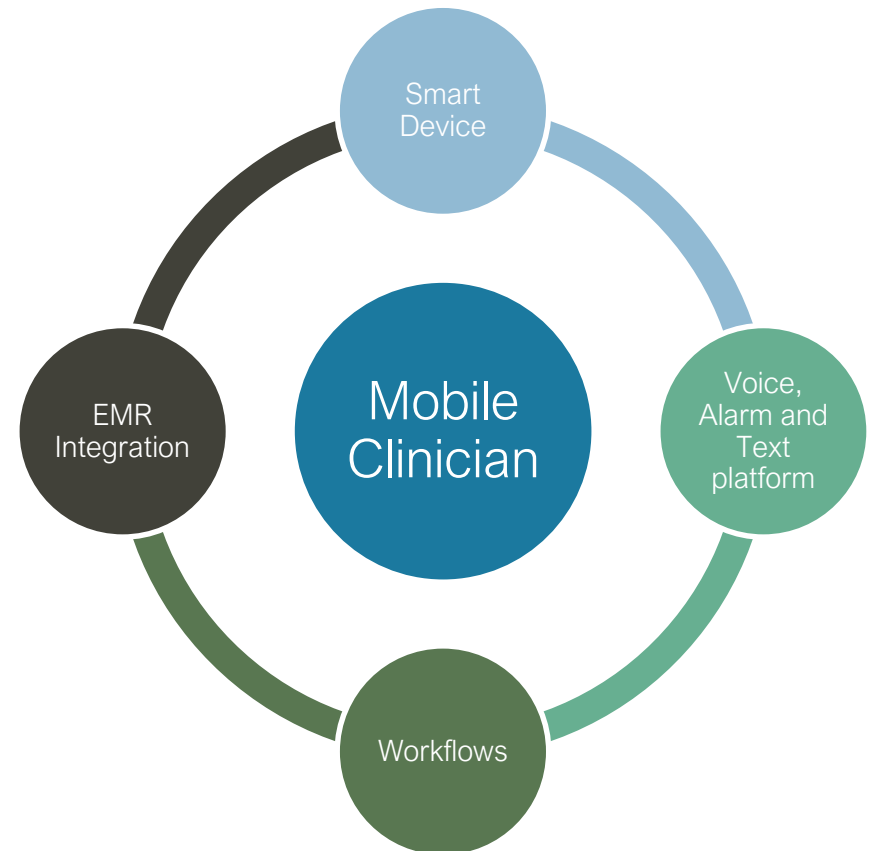 Smart
Device
EMR
Integration
Mobile
Clinician
Voice,
Alarm and
Text
platform
Workflows